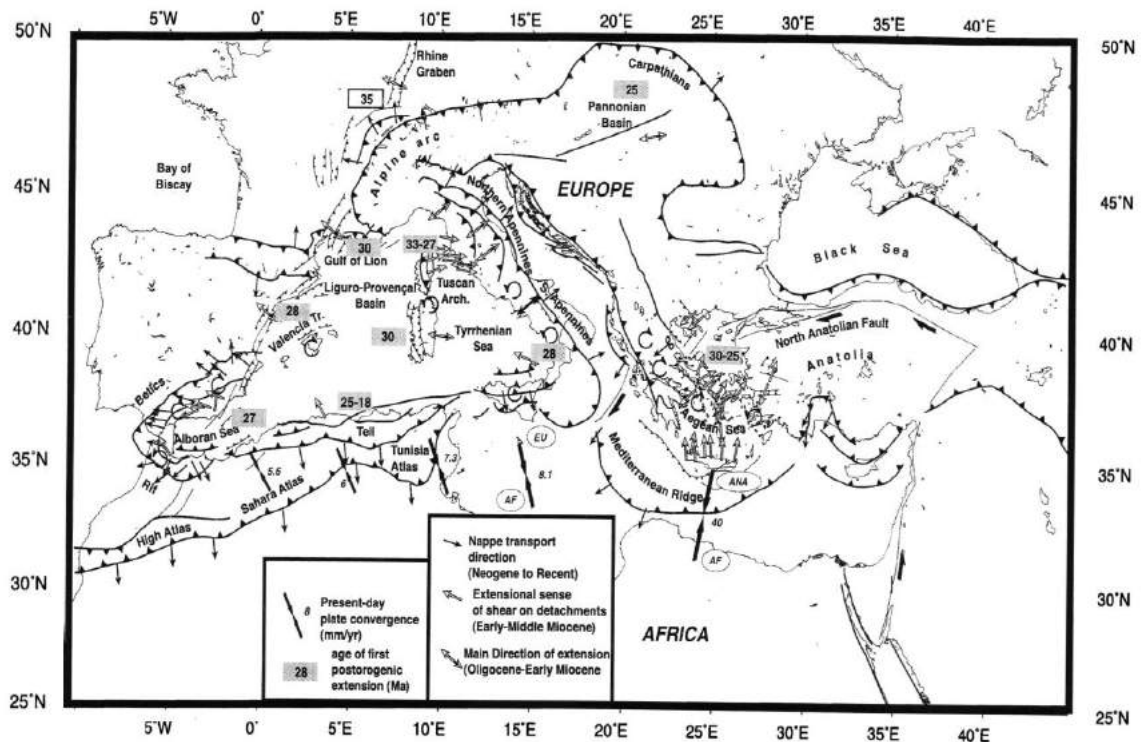 5°W 0° 5°E 10°E 15°E 20°E 25°E 30°E 35°E 40°E
50°N
50°N
Rhine
Graben
Carpathians
35
25
Pannonian
Basin
Alpine arc
Bay of
Biscay
EUROPE
45°N
45°N
Northern Apennines
30
33-27
Gulf of Lion
Black Sea
Liguro-Provençal
Basin
Tuscan
Arch.
S. Apennines
28
Valencia Tr.
40°N
40°N
30
Tyrrhenian
Sea
28
30-25
North Anatolian Fault
Anatolia
Betics
25-18
Aegean Sea
27
Alboran Sea
Tell
EU
35°N
35°N
Rif
Tunisia
Atlas
7.3
8.1
5,6
6
Mediterranean Ridge
ANA
Sahara Atlas
AF
40
High Atlas
AF
30°N
30°N
AFRICA
8
Present-day
plate convergence
(mm/yr)
28
age of first
postorogenic
extension (Ma)
Nappe transport
direction
(Neogene to Recent)
Extensional sense
of shear on detachments
(Early-Middle Miocene)
Main Direction of extension
(Oligocene-Early Miocene
25°N
25°N
5°W 0° 5°E 10°E 15°E 20°E 25°E 30°E 35°E 40°E